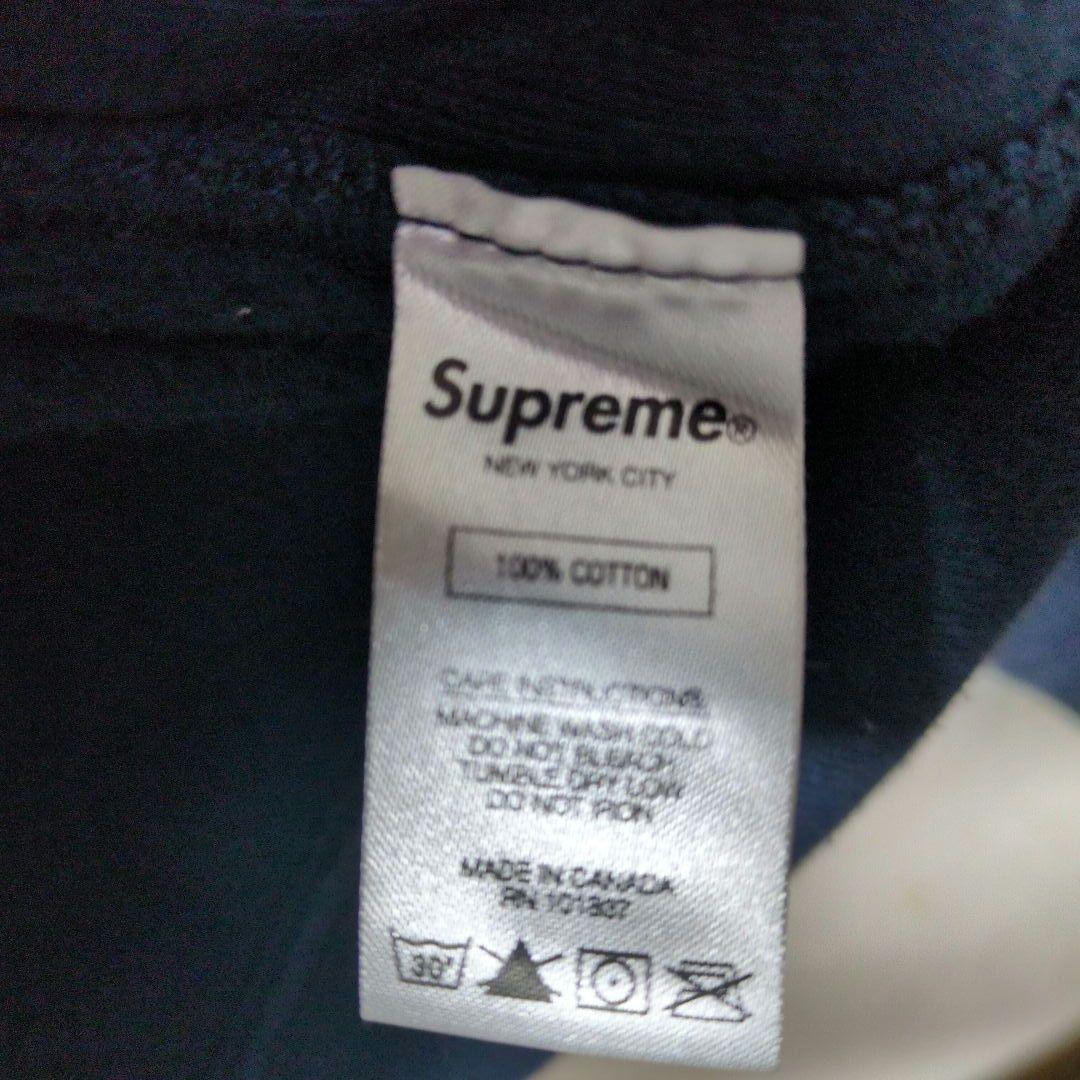 Supreme®
NEW YORK CITY
100% COTTON
CARE INSTRUCTIONS
MACHINE WASH COLD
DO NOT BLEACH
TUMBLE DRY LOW
DO NOT IRON
MADE IN CANADA
RN 101837
30°